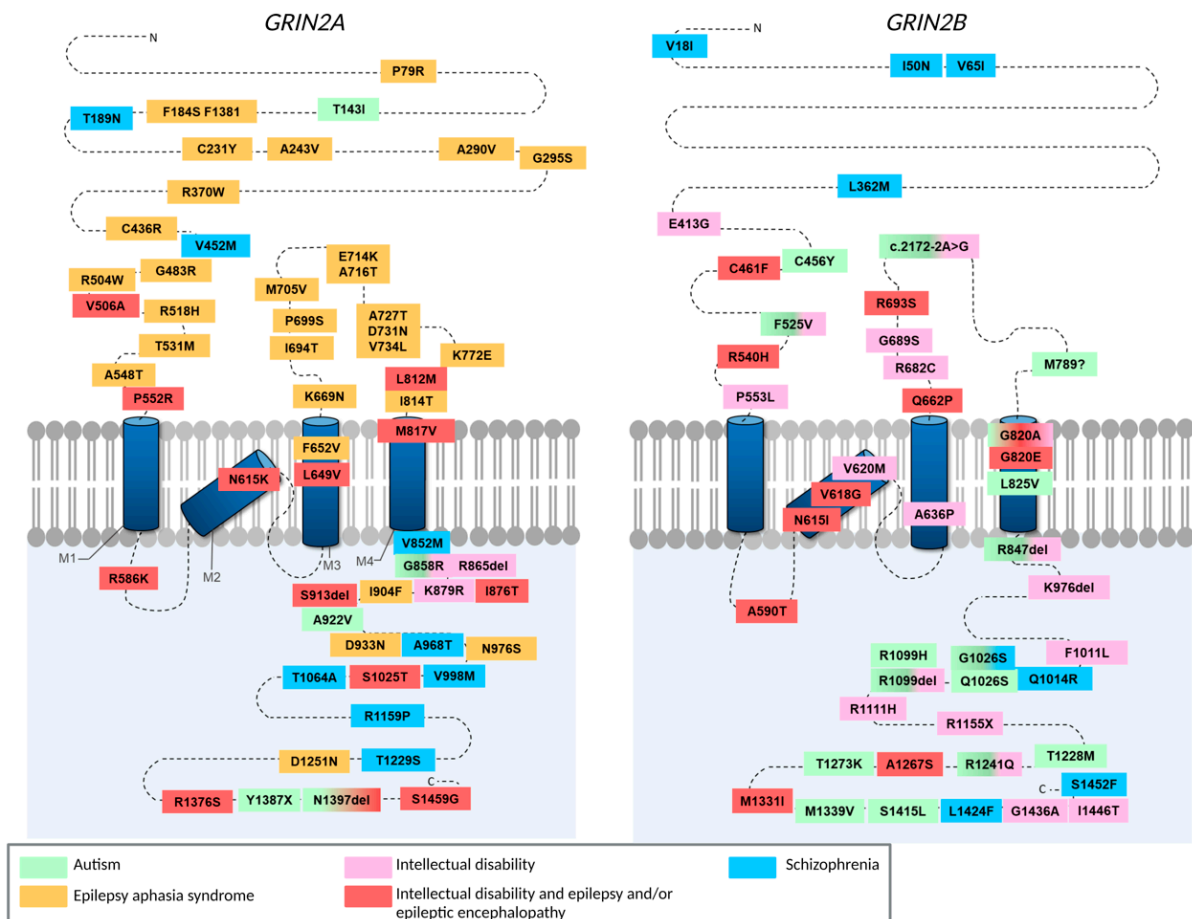 GRIN2A
N
P79R
T189N
F184S F1381
T143I
C231Y
A243V
A290V
G295S
R370W
C436R
V452M
R504W
G483R
V506A
R518H
T531M
A548T
P552R
E714K
A716T
M705V
P699S
I694T
A727T
D731N
V734L
K772E
K669N
L812M
I814T
M817V
F652V
L649V
N615K
M1
M2
M3
M4
R586K
V852M
G858R
R865del
S913del
I904F
K879R
I876T
A922V
D933N
A968T
N976S
T1064A
S1025T
V998M
R1159P
D1251N
T1229S
C
R1376S
Y1387X
N1397del
S1459G
GRIN2B
N
V18I
I50N
V65I
L362M
E413G
C456Y
C461F
F525V
R540H
P553L
c.2172-2A>G
R693S
G689S
R682C
Q662P
M789?
G820A
G820E
L825V
V620M
V618G
N615I
A636P
R847del
A590T
K976del
R1099H
G1026S
F1011L
R1099del
Q1026S
Q1014R
R1111H
R1155X
T1228M
T1273K
A1267S
R1241Q
C
S1452F
M1331I
M1339V
S1415L
L1424F
G1436A
I1446T
Autism
Intellectual disability
Schizophrenia
Epilepsy aphasia syndrome
Intellectual disability and epilepsy and/or
epileptic encephalopathy